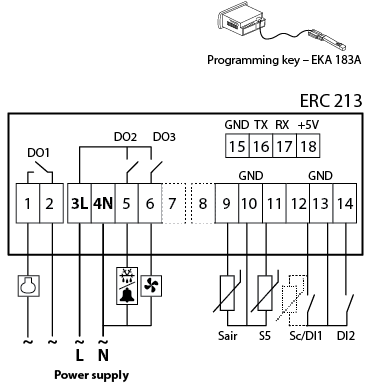 Programming key – EKA 183A
ERC 213
GND TX RX +5V
15 16 17 18
DO1
DO2 DO3
GND GND
1 2 3L 4N 5 6 7 8 9 10 11 12 13 14
Sair S5 Sc/DI1 DI2
~ ~ ~ ~
L N
Power supply